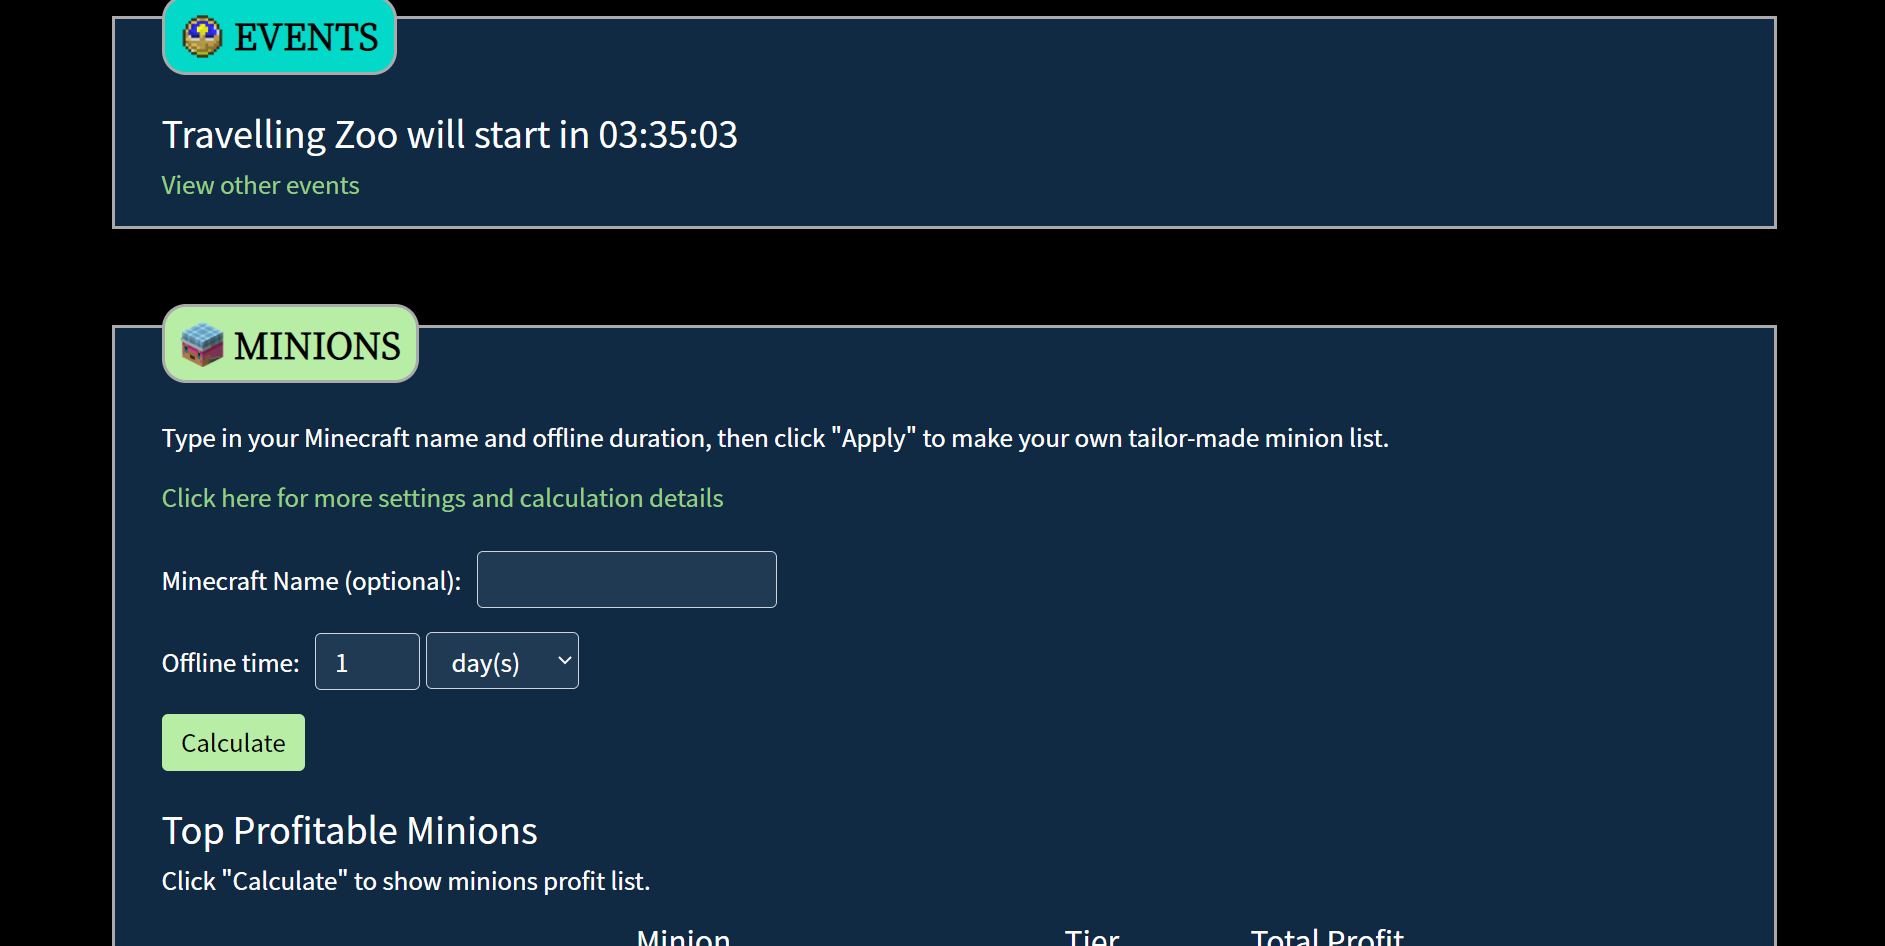 EVENTS
Travelling Zoo will start in 03:35:03
View other events
MINIONS
Type in your Minecraft name and offline duration, then click "Apply" to make your own tailor-made minion list.
Click here for more settings and calculation details
Minecraft Name (optional):
Offline time: 1 day(s)
Calculate
Top Profitable Minions
Click "Calculate" to show minions profit list.
Minion Tier Total Profit